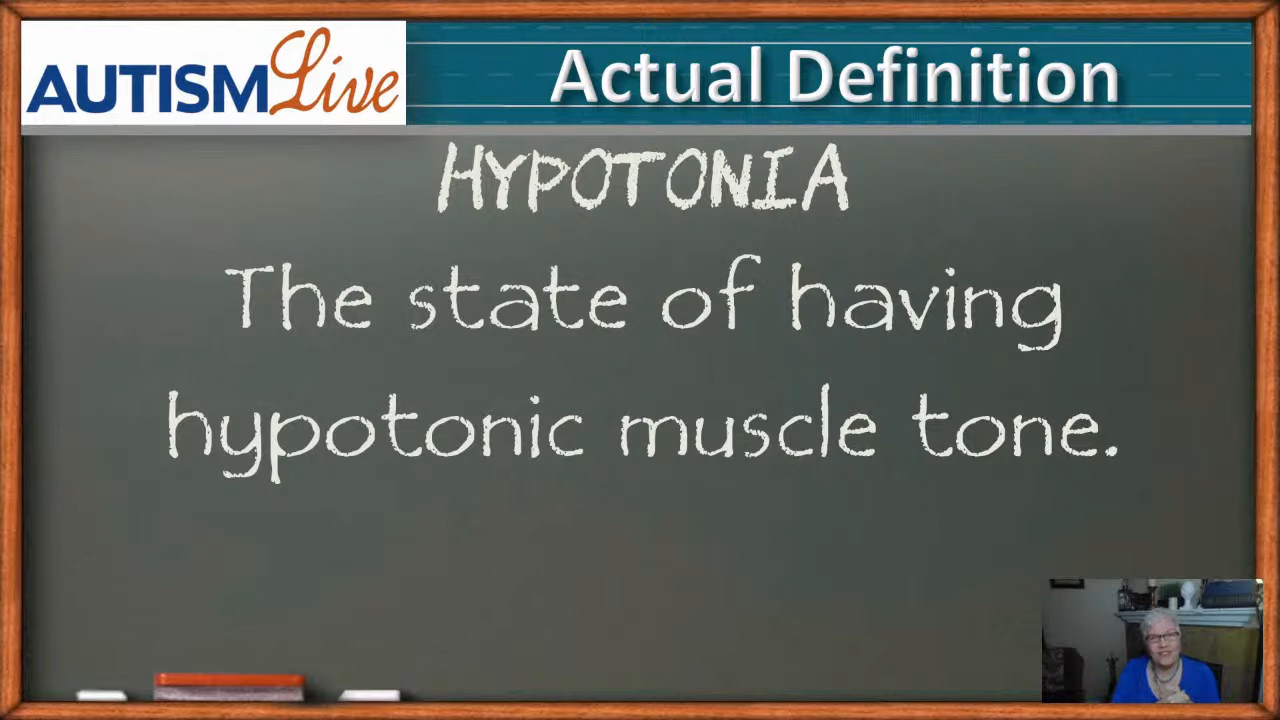 AUTISM Live
Actual Definition
HYPOTONIA
The state of having
hypotonic muscle tone.